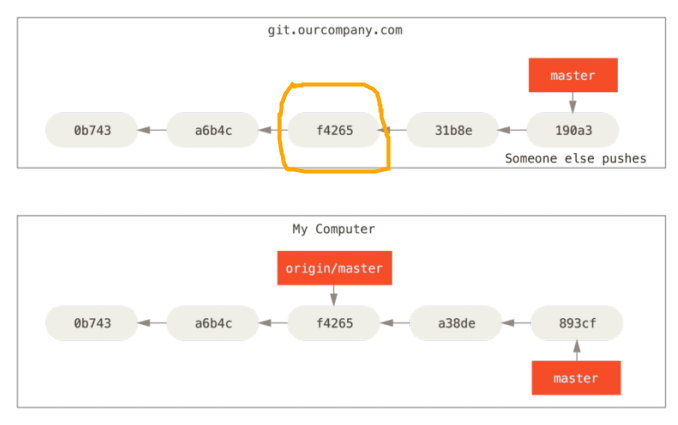 git.ourcompany.com
master
0b743 a6b4c f4265 31b8e 190a3
Someone else pushes
My Computer
origin/master
0b743 a6b4c f4265 a38de 893cf
master